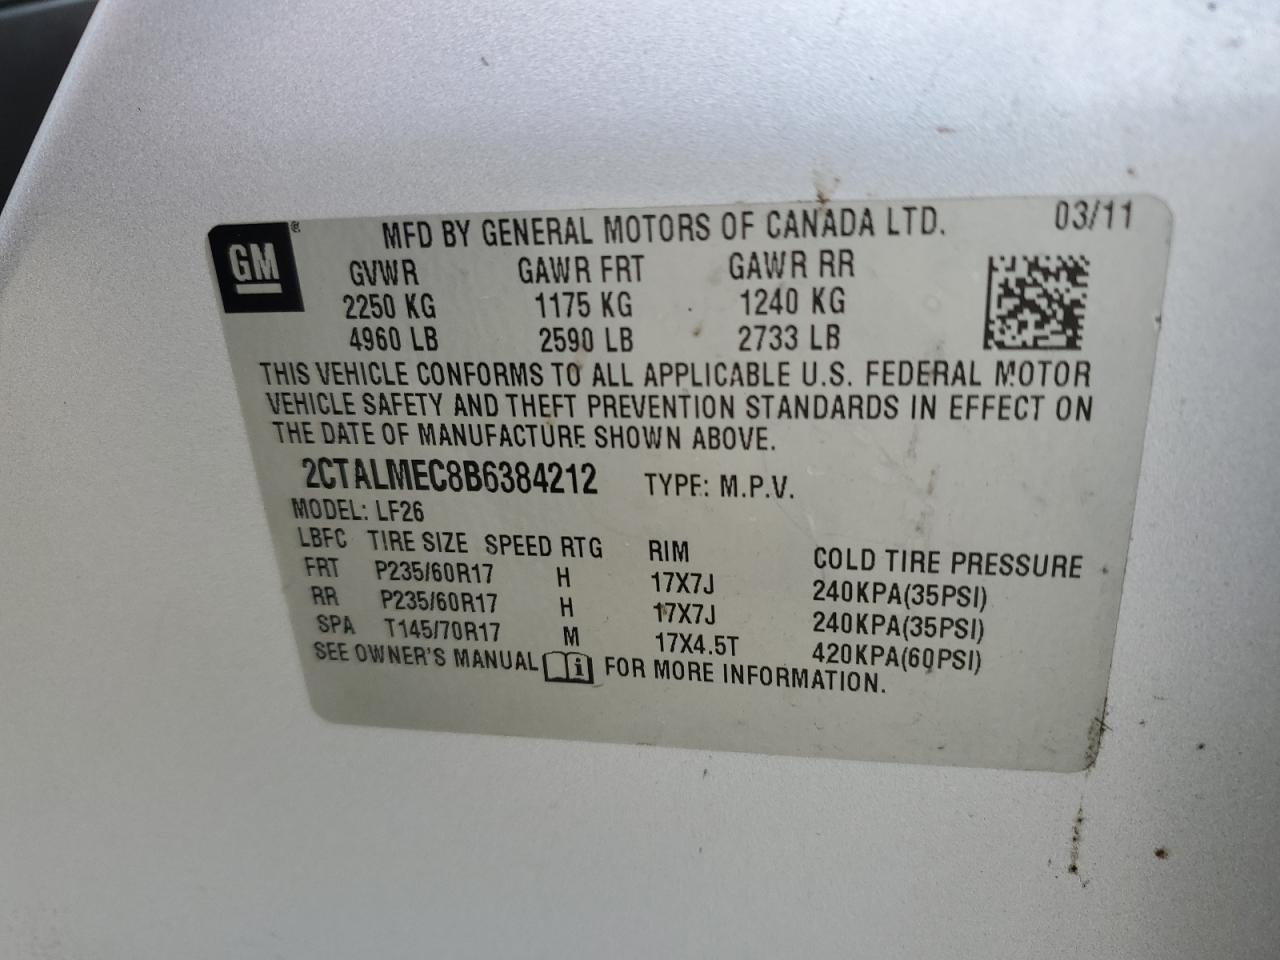 GM ®
MFD BY GENERAL MOTORS OF CANADA LTD. 03/11
GVWR GAWR FRT GAWR RR
2250 KG 1175 KG 1240 KG
4960 LB 2590 LB 2733 LB
THIS VEHICLE CONFORMS TO ALL APPLICABLE U.S. FEDERAL MOTOR
VEHICLE SAFETY AND THEFT PREVENTION STANDARDS IN EFFECT ON
THE DATE OF MANUFACTURE SHOWN ABOVE.
2CTALMEC8B6384212 TYPE: M.P.V.
MODEL: LF26
LBFC TIRE SIZE SPEED RTG RIM COLD TIRE PRESSURE
FRT P235/60R17 H 17X7J 240KPA(35PSI)
RR P235/60R17 H 17X7J 240KPA(35PSI)
SPA T145/70R17 M 17X4.5T 420KPA(60PSI)
SEE OWNER'S MANUAL i FOR MORE INFORMATION.